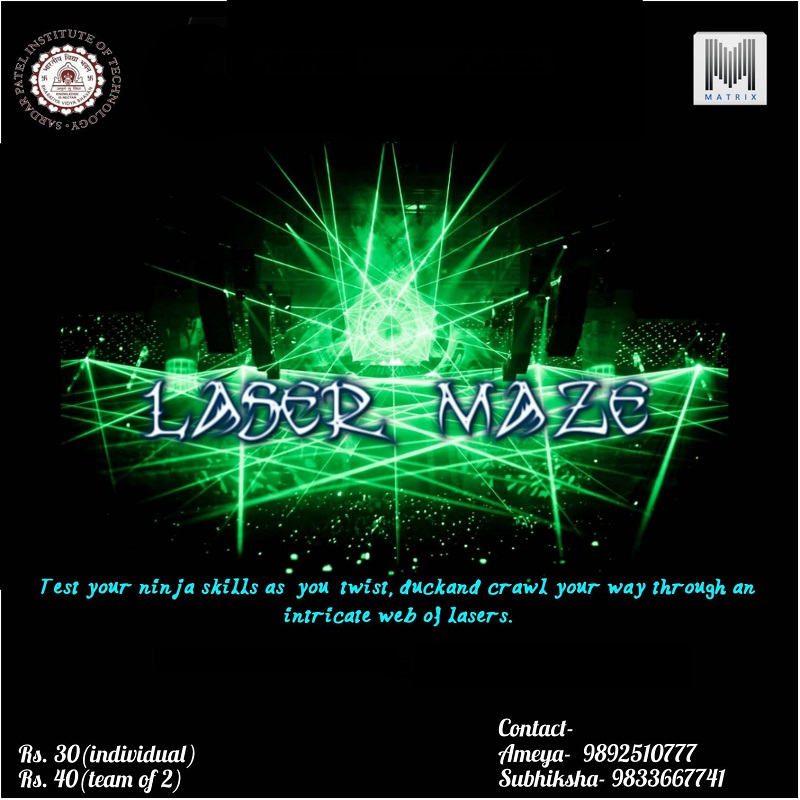 SARDAR PATEL INSTITUTE OF TECHNOLOGY
भारतीय विद्या भवन
MATRIX
LASER MAZE
Test your ninja skills as you twist, duckand crawl your way through an
intricate web of lasers.
Contact-
Rs. 30(individual)
Ameya- 9892510777
Rs. 40(team of 2)
Subhiksha- 9833667741